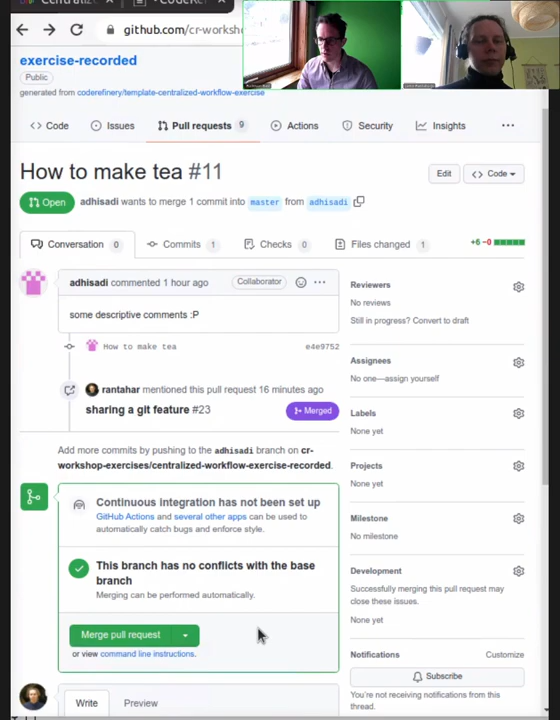 github.com/cr-worksh
exercise-recorded
Public
generated from coderefinery/template-centralized-workflow-exercise
Code Issues Pull requests 9 Actions Security Insights
How to make tea #11
Edit
Code
Open adhisadi wants to merge 1 commit into master from adhisadi
Conversation 0 Commits 1 Checks 0 Files changed 1 +6 −0
adhisadi commented 1 hour ago Collaborator
some descriptive comments :P
How to make tea e4e9752
rantahar mentioned this pull request 16 minutes ago
sharing a git feature #23 Merged
Add more commits by pushing to the adhisadi branch on cr-
workshop-exercises/centralized-workflow-exercise-recorded.
Continuous integration has not been set up
GitHub Actions and several other apps can be used to
automatically catch bugs and enforce style.
This branch has no conflicts with the base
branch
Merging can be performed automatically.
Merge pull request
or view command line instructions.
Write Preview
Reviewers
No reviews
Still in progress? Convert to draft
Assignees
No one—assign yourself
Labels
None yet
Projects
None yet
Milestone
No milestone
Development
Successfully merging this pull request may
close these issues.
None yet
Notifications Customize
Subscribe
You're not receiving notifications from this
thread.